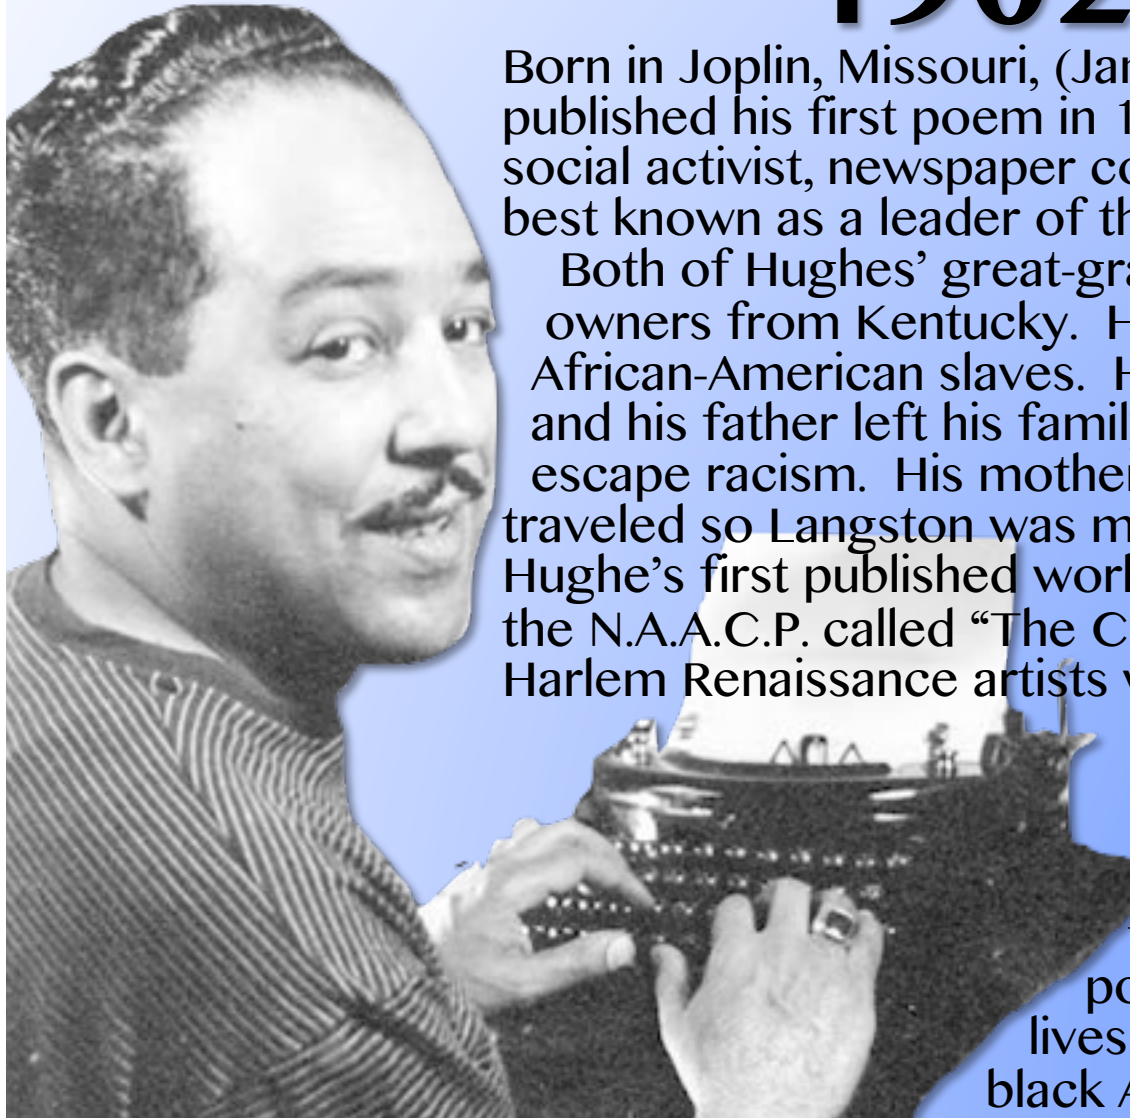 1902
Born in Joplin, Missouri, (Jan
published his first poem in 1
social activist, newspaper co
best known as a leader of th
Both of Hughes’ great-gra
owners from Kentucky. H
African-American slaves. H
and his father left his famil
escape racism. His mother
traveled so Langston was m
Hughe’s first published work
the N.A.A.C.P. called “The C
Harlem Renaissance artists
po
lives
black A